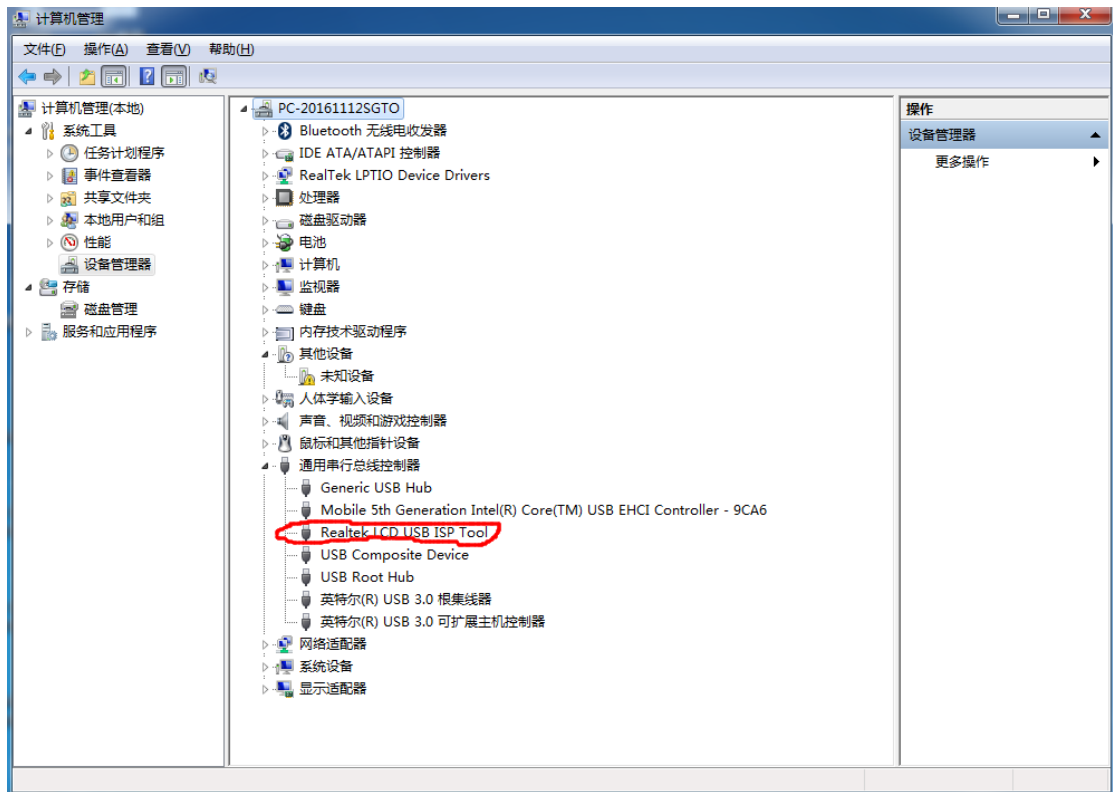 计算机管理
文件(F) 操作(A) 查看(V) 帮助(H)
计算机管理(本地)
系统工具
任务计划程序
事件查看器
共享文件夹
本地用户和组
性能
设备管理器
存储
磁盘管理
服务和应用程序
PC-20161112SGTO
Bluetooth 无线电收发器
IDE ATA/ATAPI 控制器
RealTek LPTIO Device Drivers
处理器
磁盘驱动器
电池
计算机
监视器
键盘
内存技术驱动程序
其他设备
未知设备
人体学输入设备
声音、视频和游戏控制器
鼠标和其他指针设备
通用串行总线控制器
Generic USB Hub
Mobile 5th Generation Intel(R) Core(TM) USB EHCI Controller - 9CA6
Realtek LCD USB ISP Tool
USB Composite Device
USB Root Hub
英特尔(R) USB 3.0 根集线器
英特尔(R) USB 3.0 可扩展主机控制器
网络适配器
系统设备
显示适配器
操作
设备管理器
更多操作